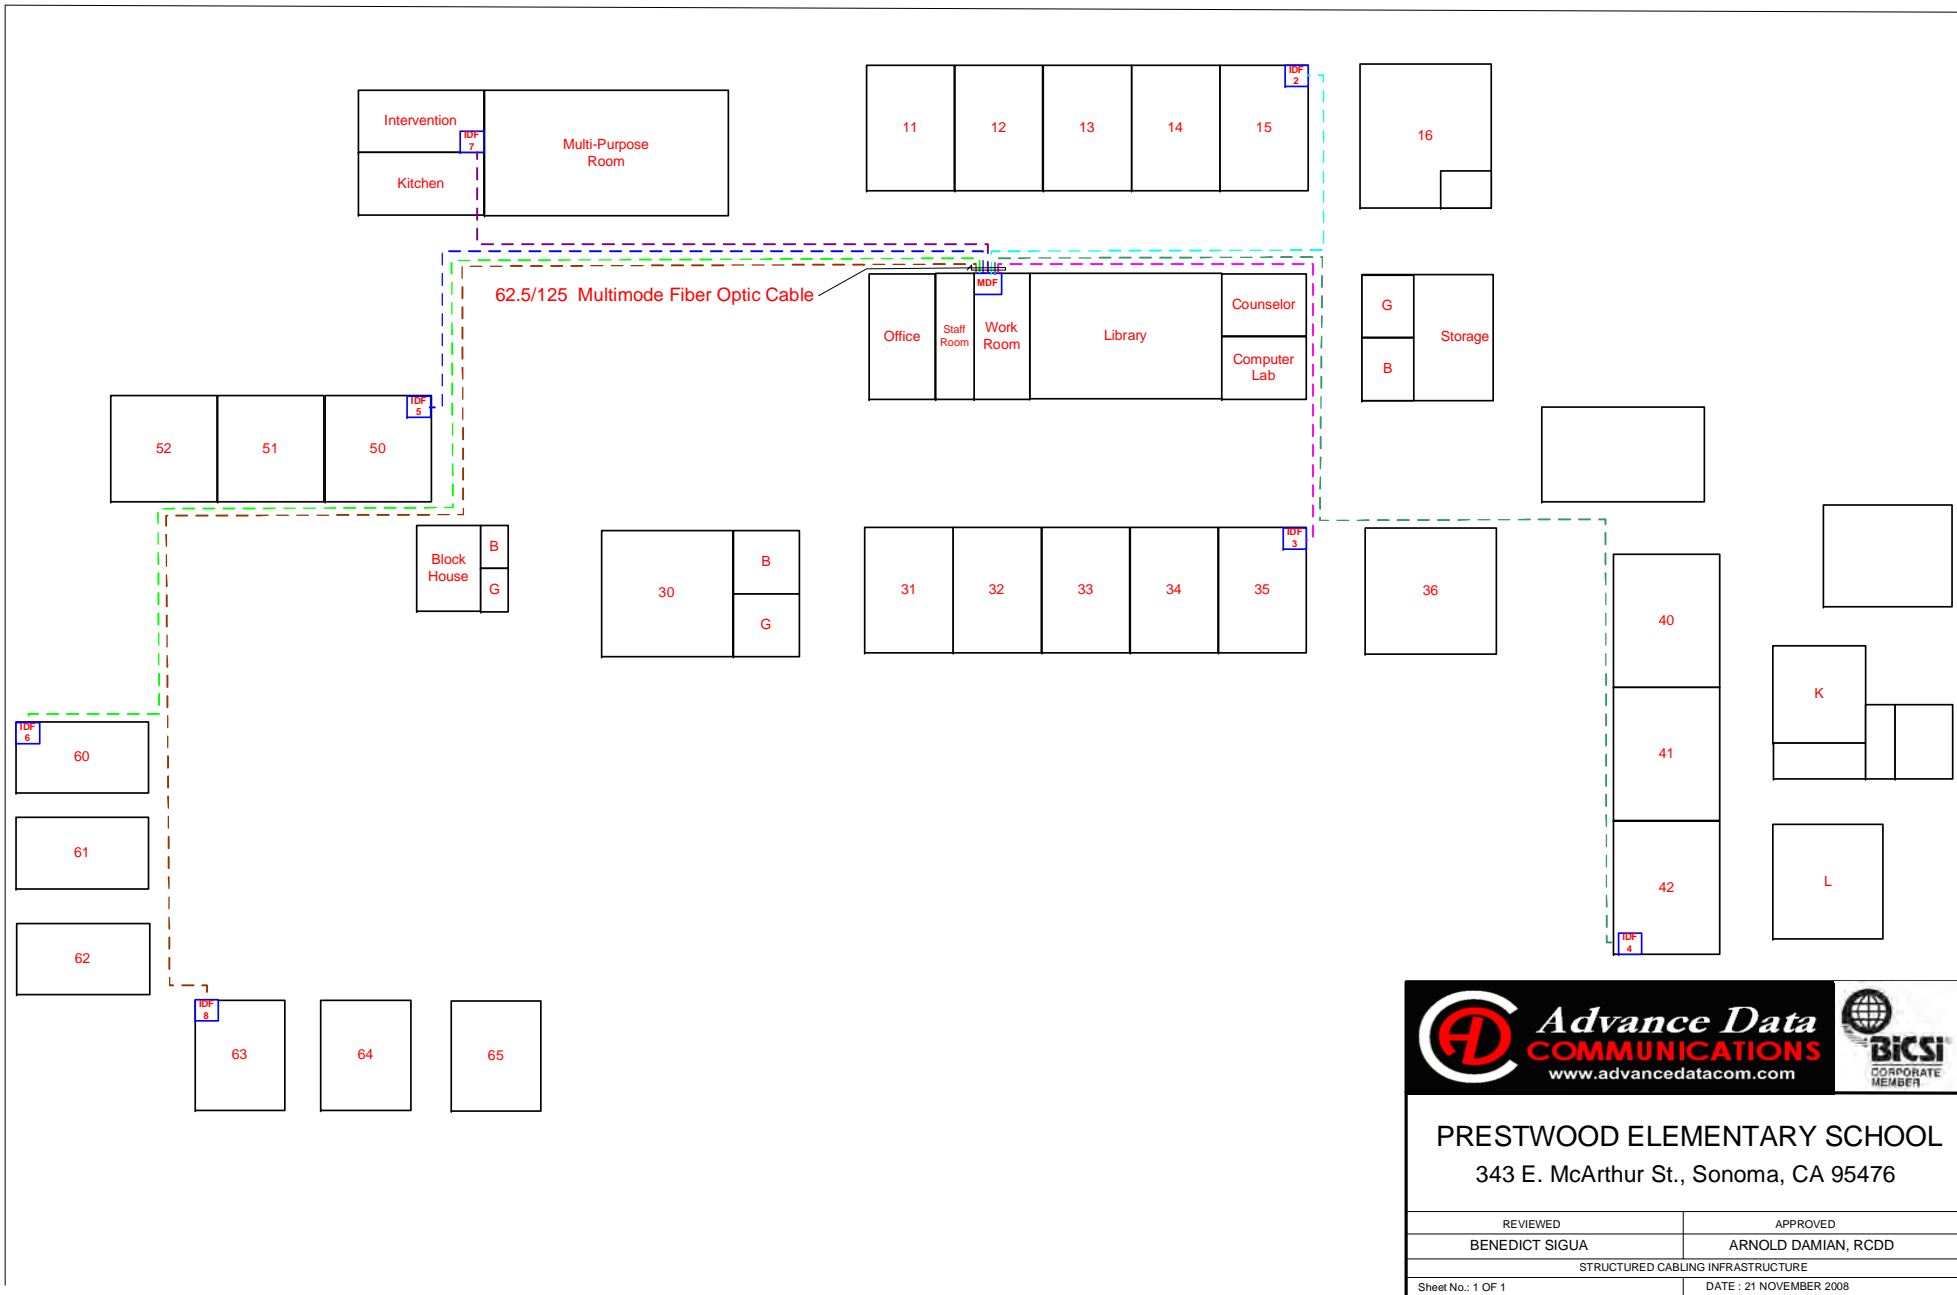 Intervention
IDF
7
Kitchen
Multi-Purpose
Room
11
12
13
14
15
IDF
2
16
62.5/125 Multimode Fiber Optic Cable
MDF
Office
Staff
Room
Work
Room
Library
Counselor
Computer
Lab
G
B
Storage
52
51
50
IDF
5
Block
House
B
G
30
B
G
31
32
33
34
35
IDF
3
36
40
41
42
IDF
4
K
L
IDF
6
60
61
62
IDF
8
63
64
65
Advance Data
COMMUNICATIONS
www.advancedatacom.com
BiCSi
CORPORATE
MEMBER
PRESTWOOD ELEMENTARY SCHOOL
343 E. McArthur St., Sonoma, CA 95476
REVIEWED
APPROVED
BENEDICT SIGUA
ARNOLD DAMIAN, RCDD
STRUCTURED CABLING INFRASTRUCTURE
Sheet No.: 1 OF 1
DATE : 21 NOVEMBER 2008